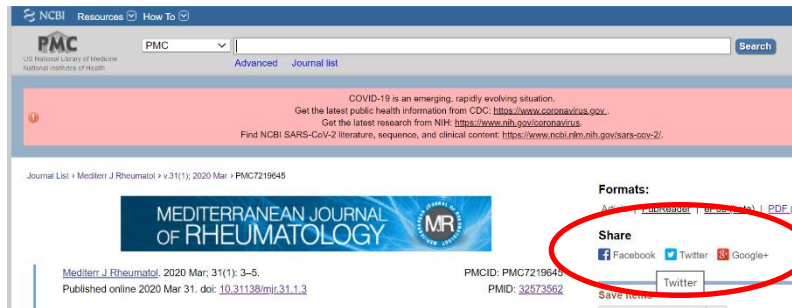 NCBI Resources How To
PMC
US National Library of Medicine
National Institutes of Health
PMC
Search
Advanced Journal list
COVID-19 is an emerging, rapidly evolving situation.
Get the latest public health information from CDC: https://www.coronavirus.gov .
Get the latest research from NIH: https://www.nih.gov/coronavirus.
Find NCBI SARS-CoV-2 literature, sequence, and clinical content: https://www.ncbi.nlm.nih.gov/sars-cov-2/.
Journal List > Mediterr J Rheumatol > v.31(1); 2020 Mar > PMC7219645
MEDITERRANEAN JOURNAL
OF RHEUMATOLOGY
MR
Mediterr J Rheumatol. 2020 Mar; 31(1): 3–5.
Published online 2020 Mar 31. doi: 10.31138/mjr.31.1.3
PMCID: PMC7219645
PMID: 32573562
Formats:
Article | PubReader | ePub (beta) | PDF (
Share
Facebook Twitter Google+
Twitter
Save items